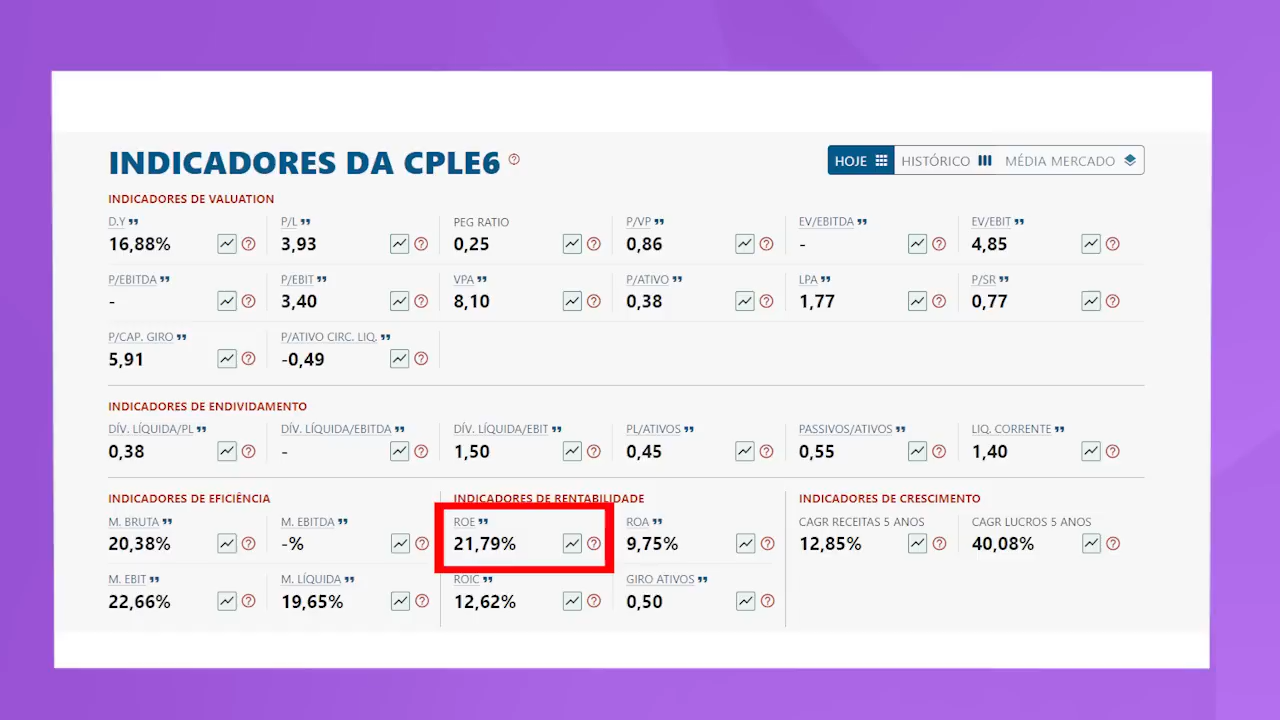 INDICADORES DA CPLE6
HOJE HISTÓRICO MÉDIA MERCADO
INDICADORES DE VALUATION
D.Y P/L PEG RATIO P/VP EV/EBITDA EV/EBIT
16,88% 3,93 0,25 0,86 - 4,85
P/EBITDA P/EBIT VPA P/ATIVO LPA P/SR
- 3,40 8,10 0,38 1,77 0,77
P/CAP. GIRO P/ATIVO CIRC. LIQ.
5,91 -0,49
INDICADORES DE ENDIVIDAMENTO
DÍV. LÍQUIDA/PL DÍV. LÍQUIDA/EBITDA DÍV. LÍQUIDA/EBIT PL/ATIVOS PASSIVOS/ATIVOS LIQ. CORRENTE
0,38 - 1,50 0,45 0,55 1,40
INDICADORES DE EFICIÊNCIA INDICADORES DE RENTABILIDADE INDICADORES DE CRESCIMENTO
M. BRUTA M. EBITDA ROE ROA CAGR RECEITAS 5 ANOS CAGR LUCROS 5 ANOS
20,38% -% 21,79% 9,75% 12,85% 40,08%
M. EBIT M. LÍQUIDA ROIC GIRO ATIVOS
22,66% 19,65% 12,62% 0,50